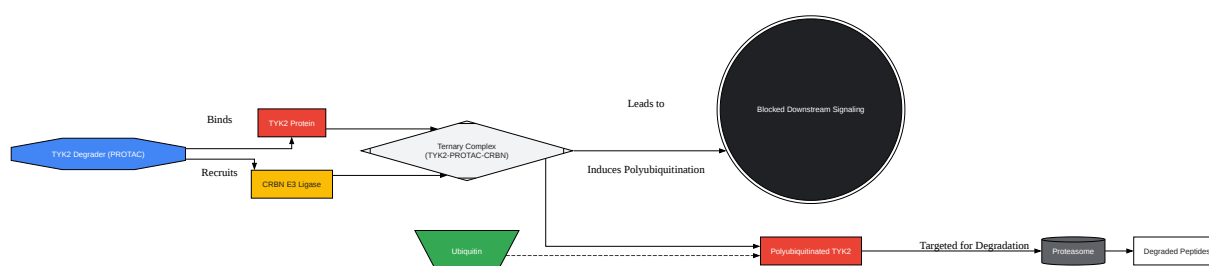 Leads to
Blocked Downstream Signaling
Binds
TYK2 Protein
TYK2 Degrader (PROTAC)
Ternary Complex
(TYK2-PROTAC-CRBN)
Recruits
CRBN E3 Ligase
Induces Polyubiquitination
Ubiquitin
Polyubiquitinated TYK2
Targeted for Degradation
Proteasome
Degraded Peptides